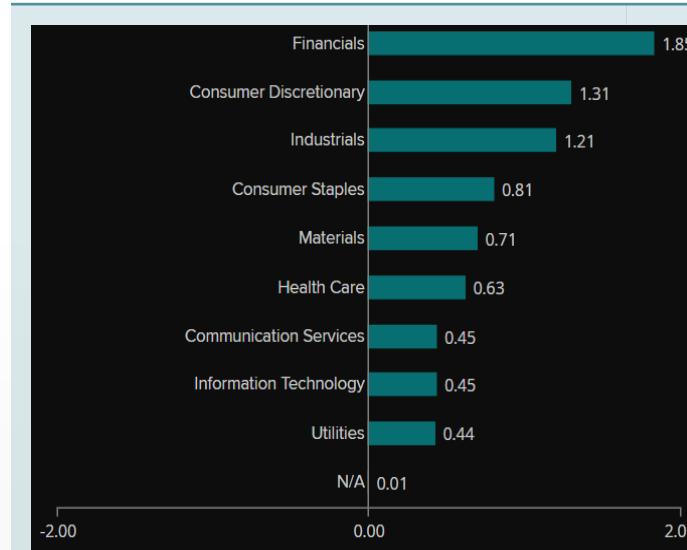 Financials 1.85
Consumer Discretionary 1.31
Industrials 1.21
Consumer Staples 0.81
Materials 0.71
Health Care 0.63
Communication Services 0.45
Information Technology 0.45
Utilities 0.44
N/A 0.01
-2.00 0.00 2.0